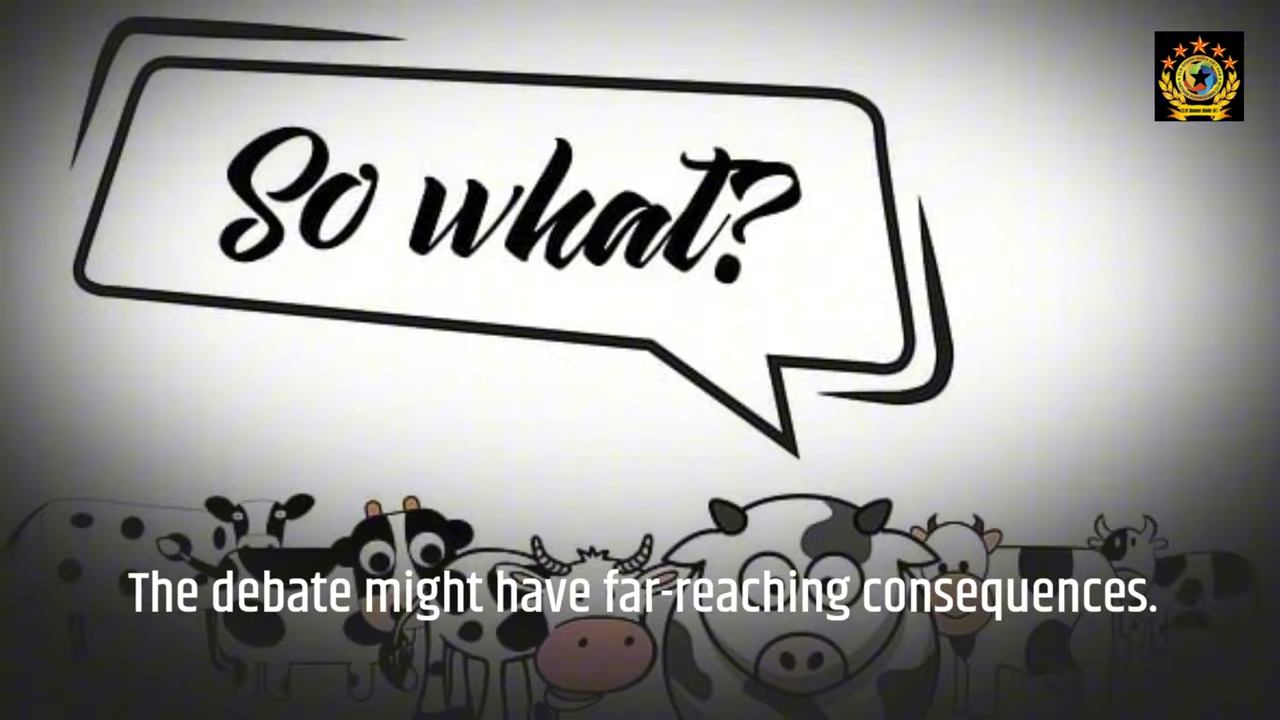 So what?
The debate might have far-reaching consequences.